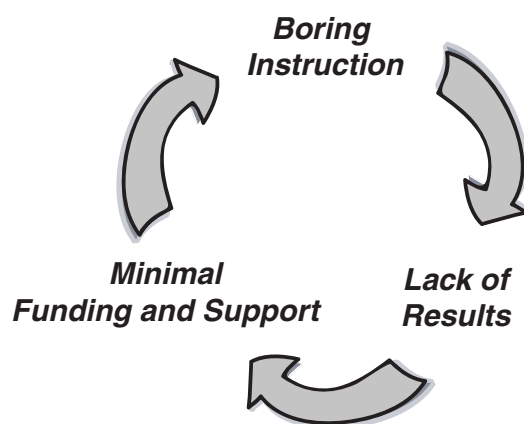 Boring
Instruction
Lack of
Results
Minimal
Funding and Support